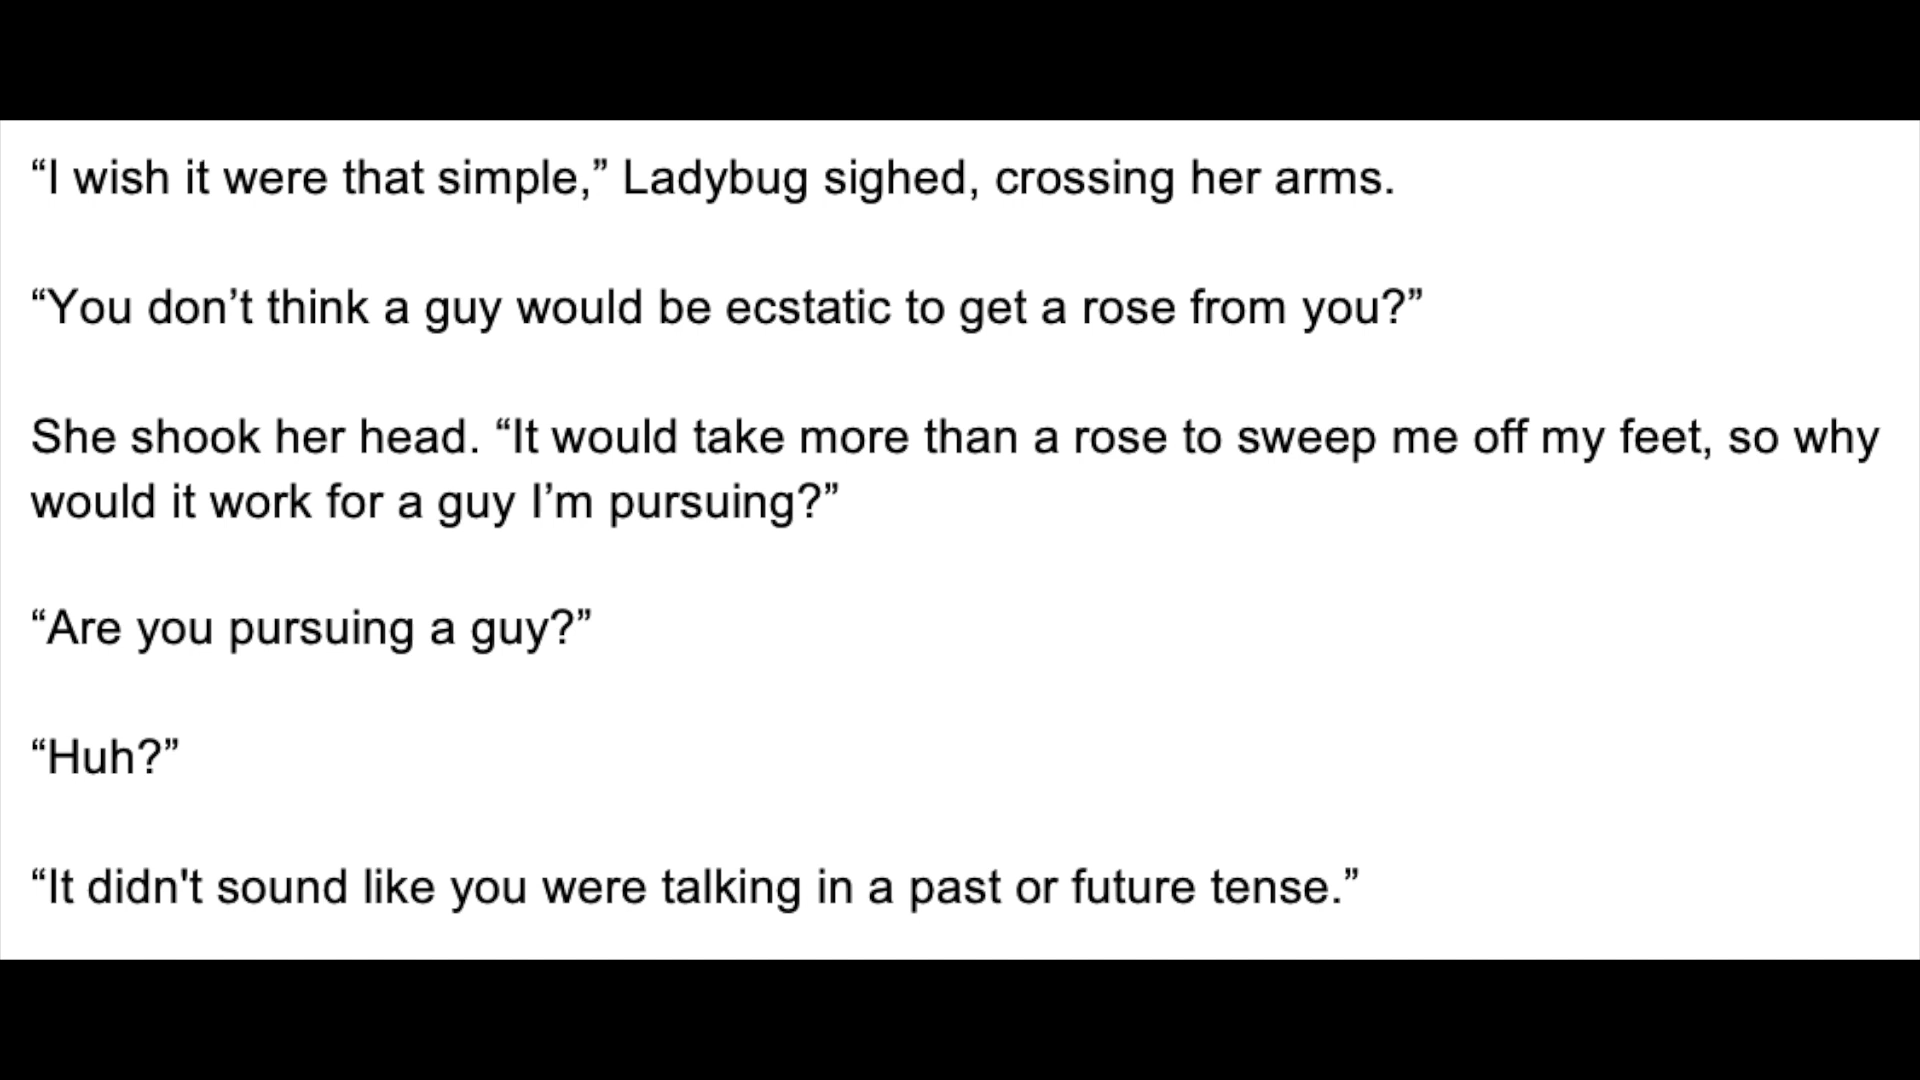 “I wish it were that simple,” Ladybug sighed, crossing her arms.
“You don’t think a guy would be ecstatic to get a rose from you?”
She shook her head. “It would take more than a rose to sweep me off my feet, so why
would it work for a guy I’m pursuing?”
“Are you pursuing a guy?”
“Huh?”
“It didn't sound like you were talking in a past or future tense.”